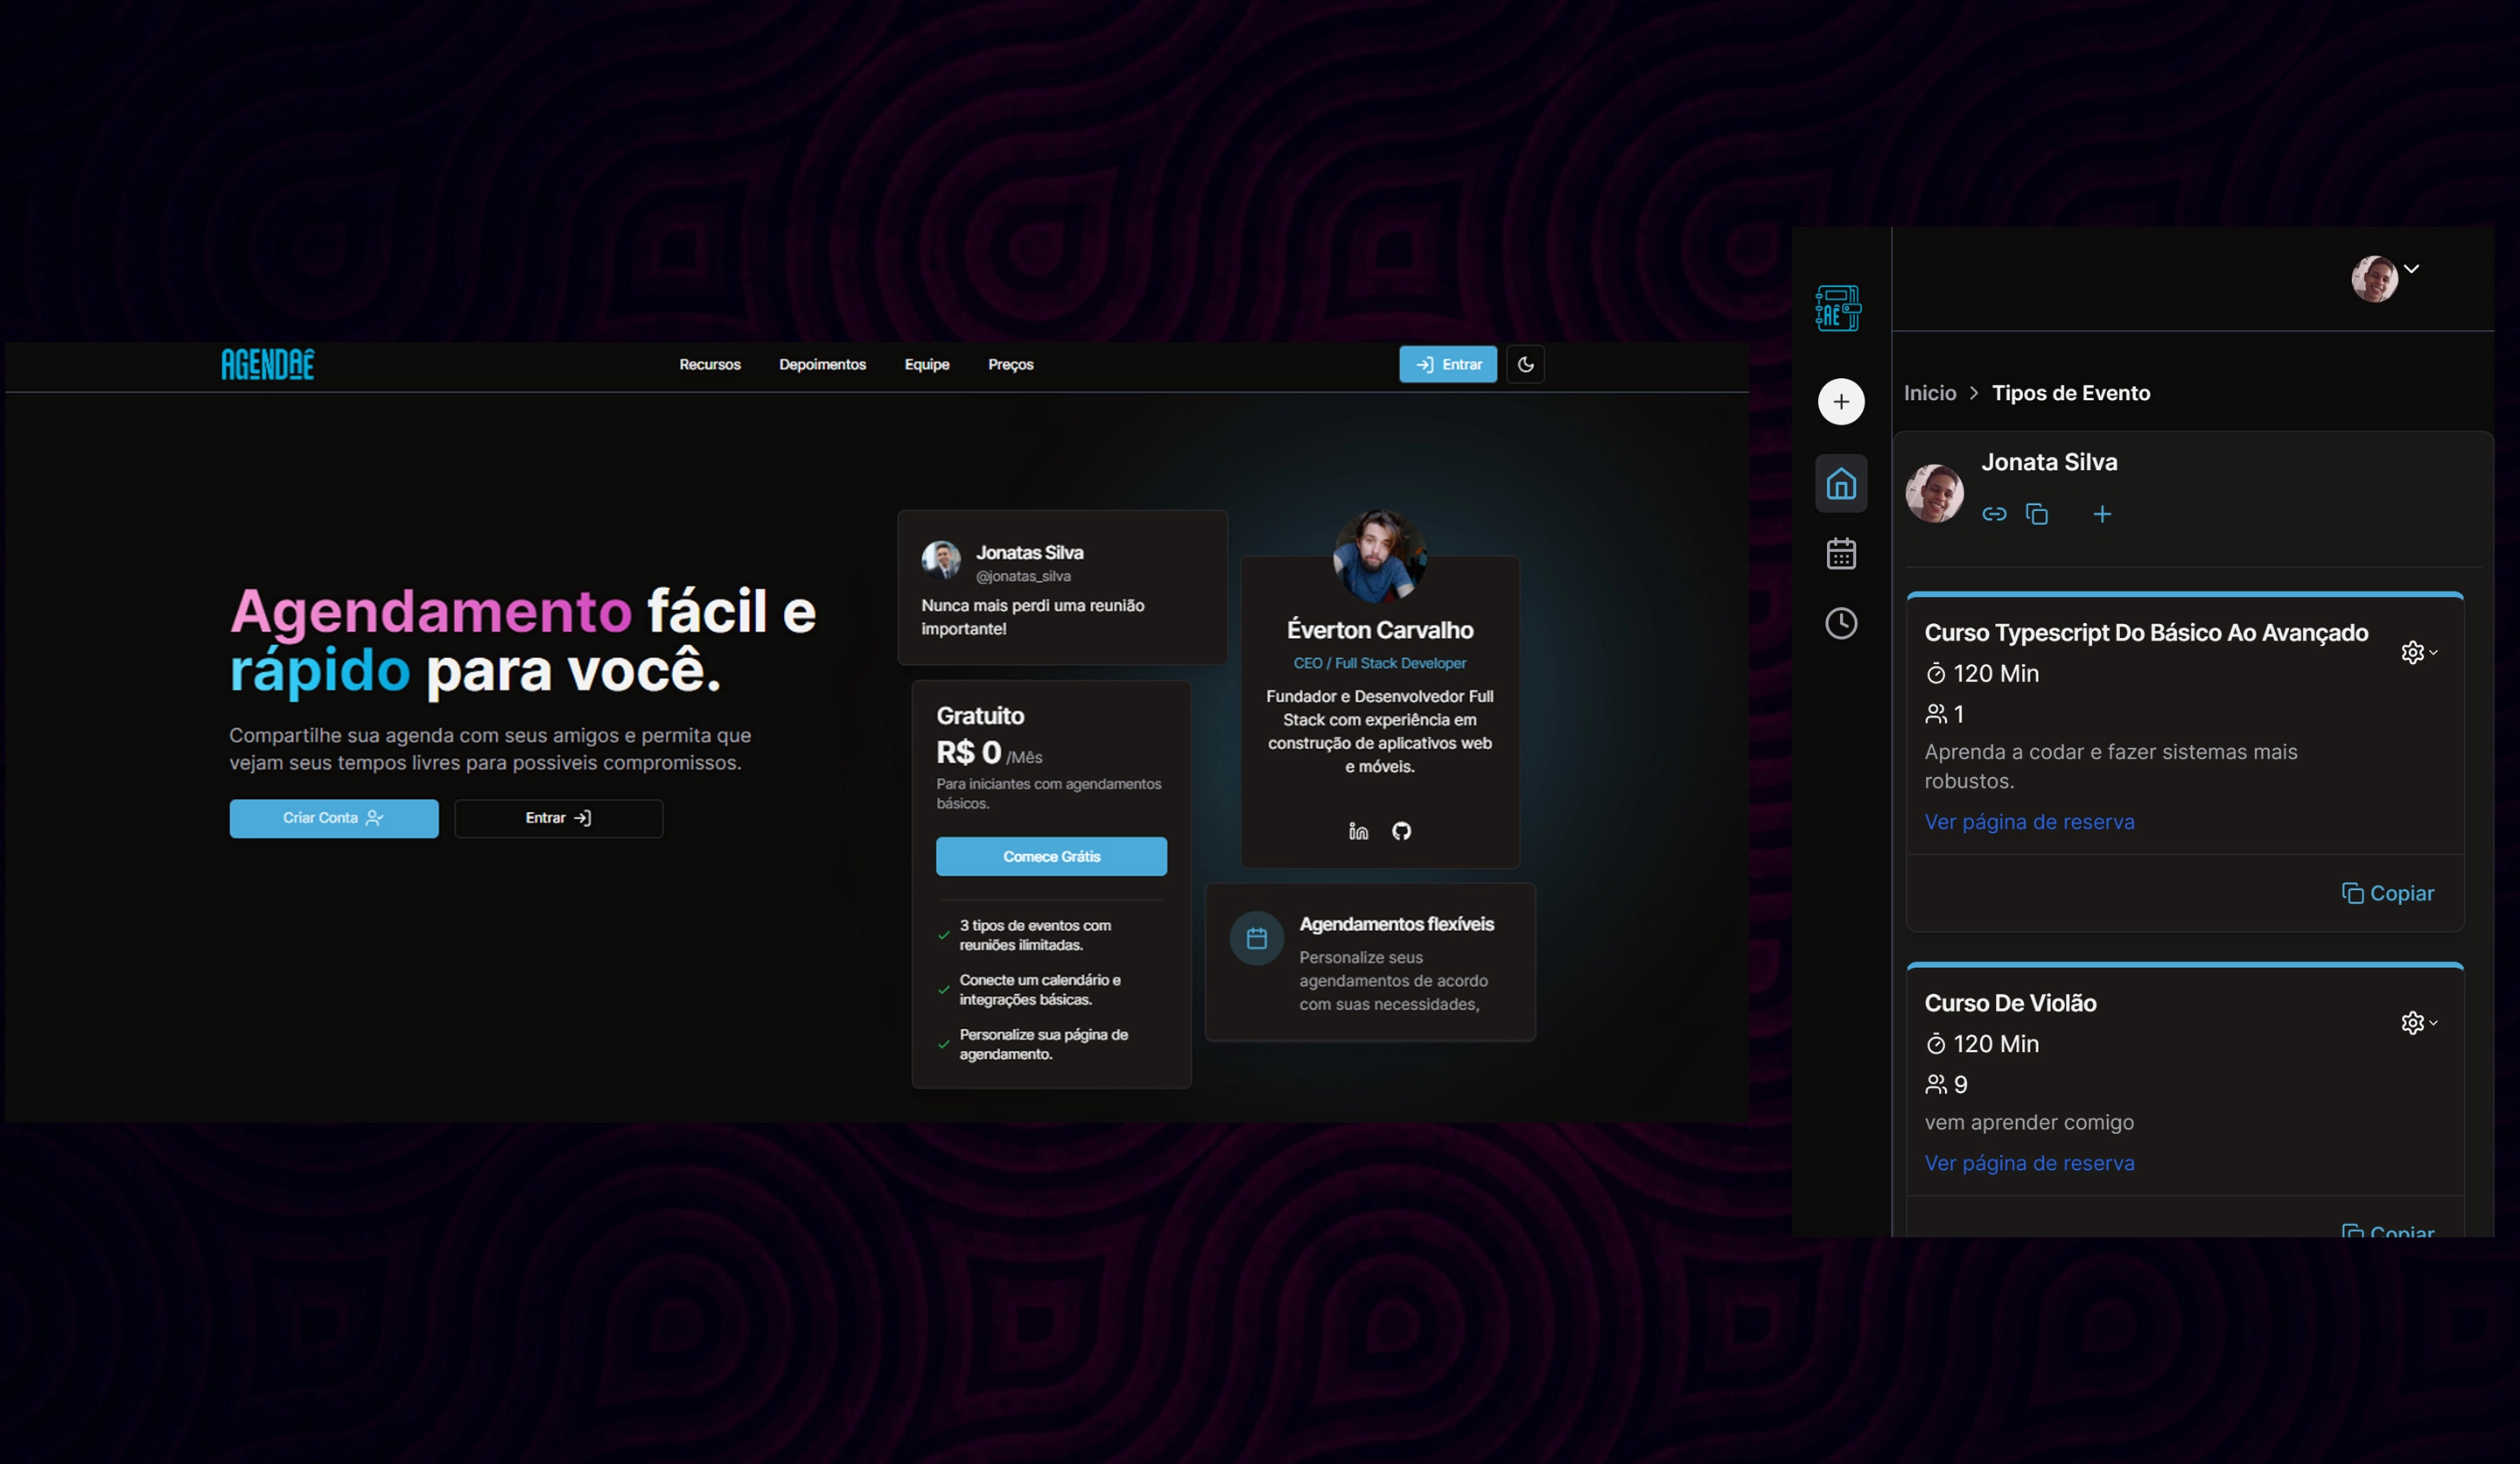 AGENDAÊ
Recursos
Depoimentos
Equipe
Preços
Entrar
Agendamento fácil e
rápido para você.
Compartilhe sua agenda com seus amigos e permita que
vejam seus tempos livres para possiveis compromissos.
Criar Conta
Entrar
Jonatas Silva
@jonatas_silva
Nunca mais perdi uma reunião
importante!
Gratuito
R$ 0 /Mês
Para iniciantes com agendamentos
básicos.
Comece Grátis
3 tipos de eventos com
reuniões ilimitadas.
Conecte um calendário e
integrações básicas.
Personalize sua página de
agendamento.
Éverton Carvalho
CEO / Full Stack Developer
Fundador e Desenvolvedor Full
Stack com experiência em
construção de aplicativos web
e móveis.
Agendamentos flexíveis
Personalize seus
agendamentos de acordo
com suas necessidades,
AÊ
Inicio > Tipos de Evento
Jonata Silva
Curso Typescript Do Básico Ao Avançado
120 Min
1
Aprenda a codar e fazer sistemas mais
robustos.
Ver página de reserva
Copiar
Curso De Violão
120 Min
9
vem aprender comigo
Ver página de reserva
Copiar